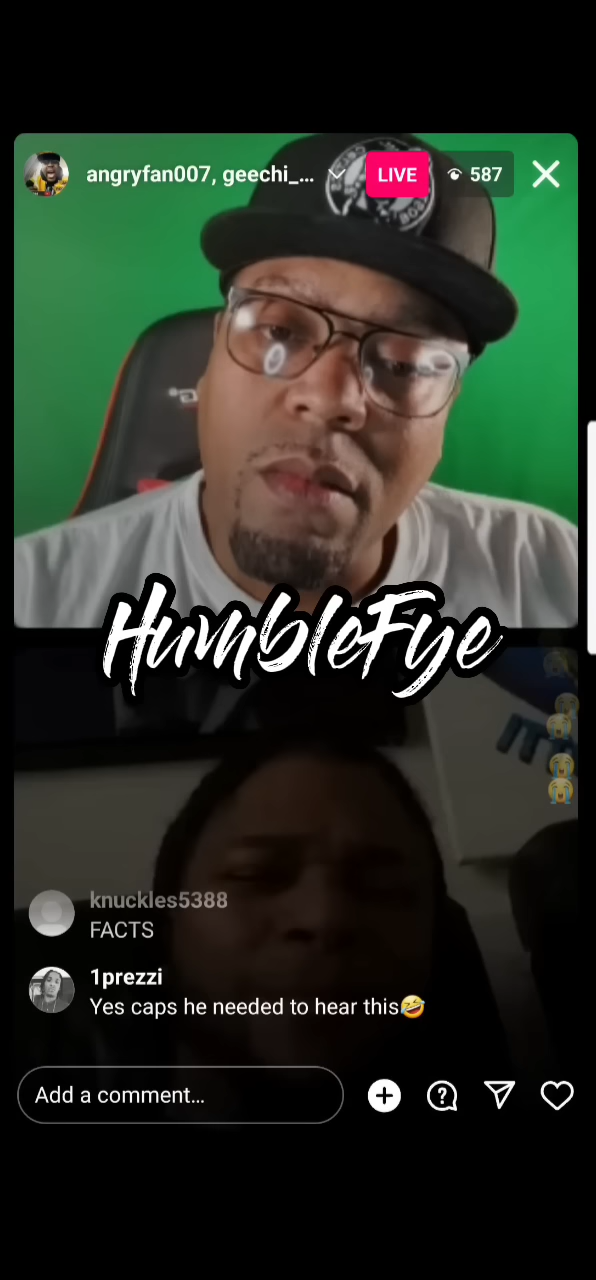 angryfan007, geechi_...
LIVE
587
HumbleFye
knuckles5388
FACTS
1prezzi
Yes caps he needed to hear this🤣
Add a comment...